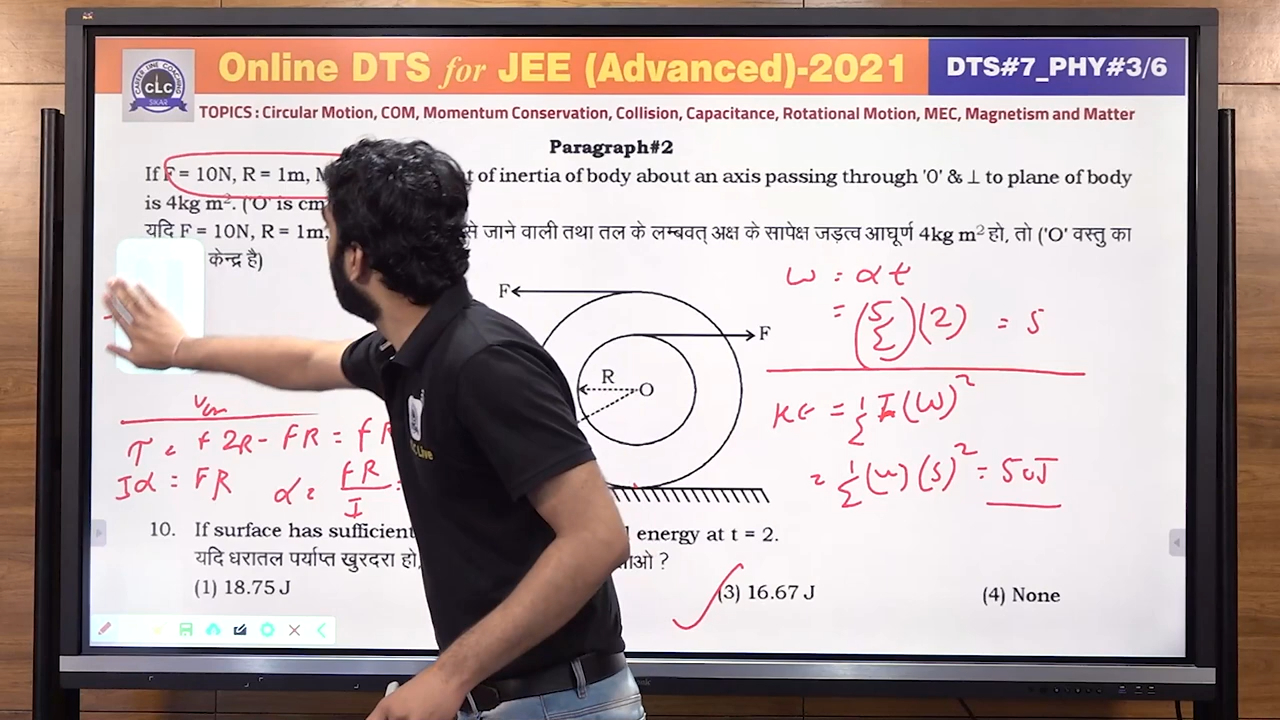 Online DTS for JEE (Advanced)-2021
DTS#7_PHY#3/6
CAREER LINE COACHING
CLC
SIKAR
TOPICS : Circular Motion, COM, Momentum Conservation, Collision, Capacitance, Rotational Motion, MEC, Magnetism and Matter
Paragraph#2
If F = 10N, R = 1m, of inertia of body about an axis passing through '0' & ⊥ to plane of body
is 4kg m². ('O' is cm
यदि F = 10N, R = 1m, से जाने वाली तथा तल के लम्बवत् अक्ष के सापेक्ष जड़त्व आघूर्ण 4kg m² हो, तो ('O' वस्तु का
केन्द्र है)
F
F
R
O
ω = αt
= (5/2)(2) = 5
KE = 1/2 I(ω)²
= 1/2 (4)(5)² = 50J
Vcm
τ = F 2R - FR = FR
Iα = FR α = FR/I =
Live
10. If surface has sufficient energy at t = 2.
यदि धरातल पर्याप्त खुरदरा हो,
(1) 18.75 J (3) 16.67 J (4) None